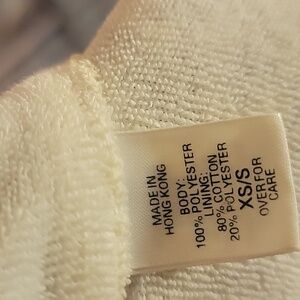 MADE IN
HONG KONG
BODY:
100% POLYESTER
LINING:
80% COTTON
20% POLYESTER
XS/S
OVER FOR
CARE